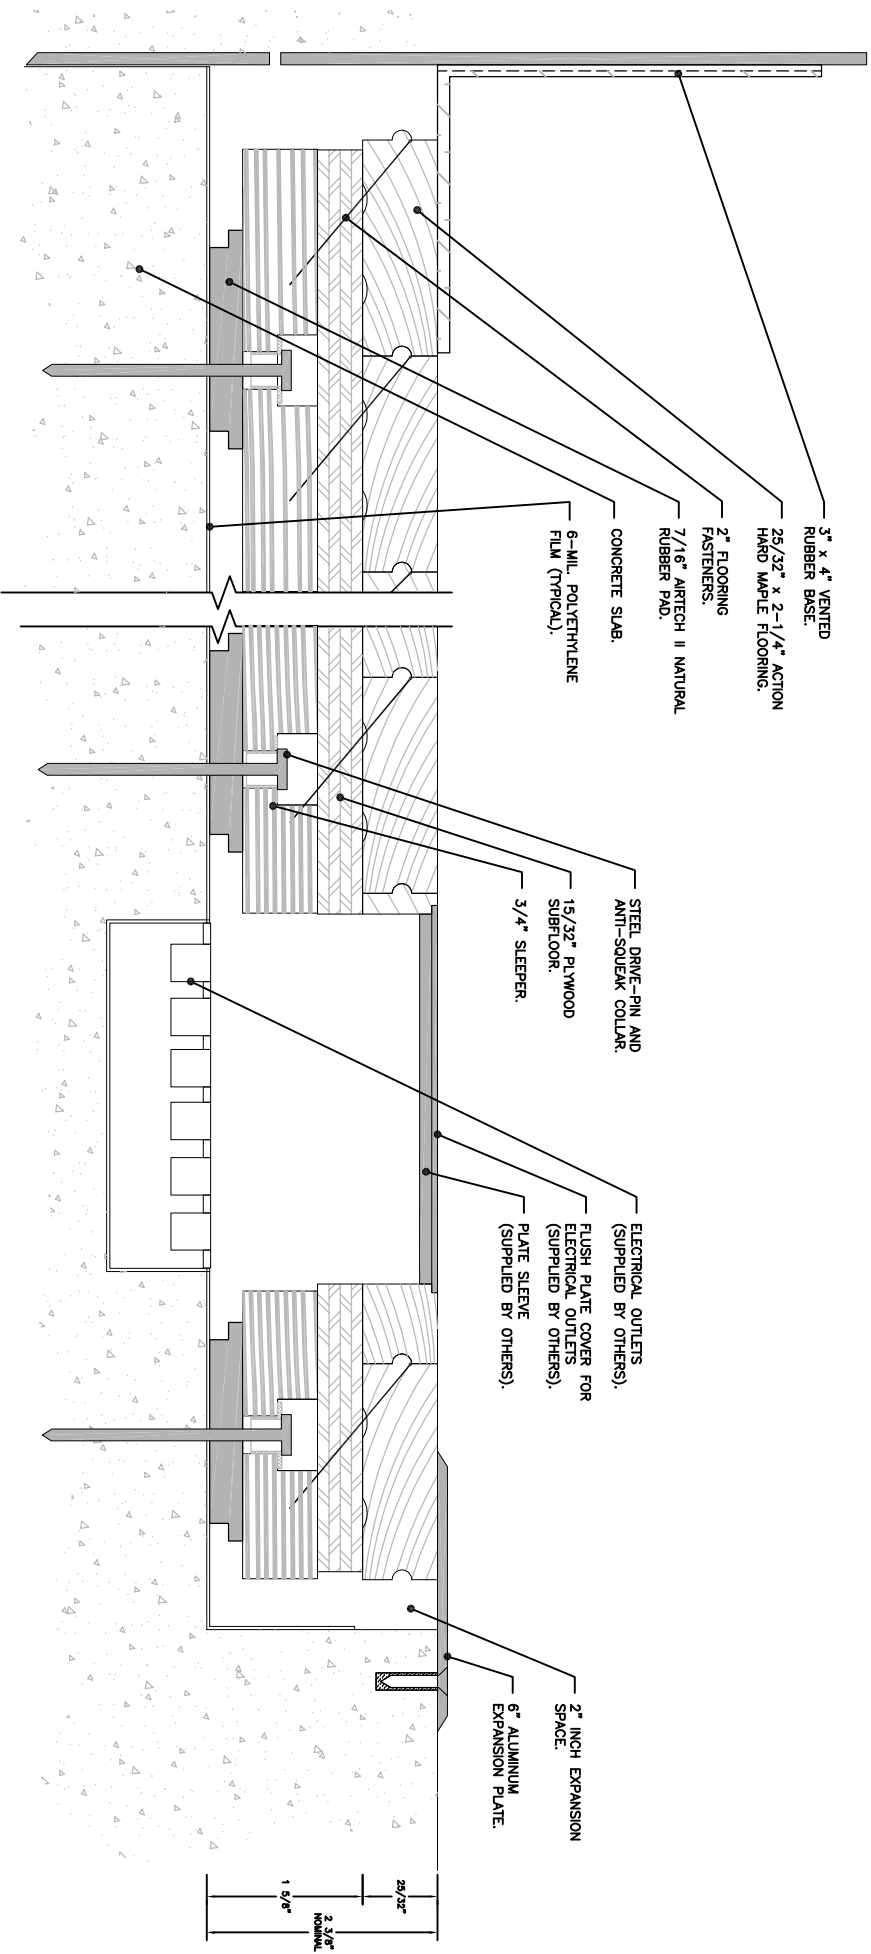 3" x 4" VENTED
RUBBER BASE.
25/32" x 2-1/4" ACTION
HARD MAPLE FLOORING.
2" FLOORING
FASTENERS.
7/16" AIRTECH II NATURAL
RUBBER PAD.
CONCRETE SLAB.
6-MIL. POLYETHYLENE
FILM (TYPICAL).
STEEL DRIVE-PIN AND
ANTI-SQUEAK COLLAR.
15/32" PLYWOOD
SUBFLOOR.
3/4" SLEEPER.
ELECTRICAL OUTLETS
(SUPPLIED BY OTHERS).
FLUSH PLATE COVER FOR
ELECTRICAL OUTLETS
(SUPPLIED BY OTHERS).
PLATE SLEEVE
(SUPPLIED BY OTHERS).
2" INCH EXPANSION
SPACE.
6" ALUMINUM
EXPANSION PLATE.
25/32"
1 5/8"
2 3/8"
NOMINAL